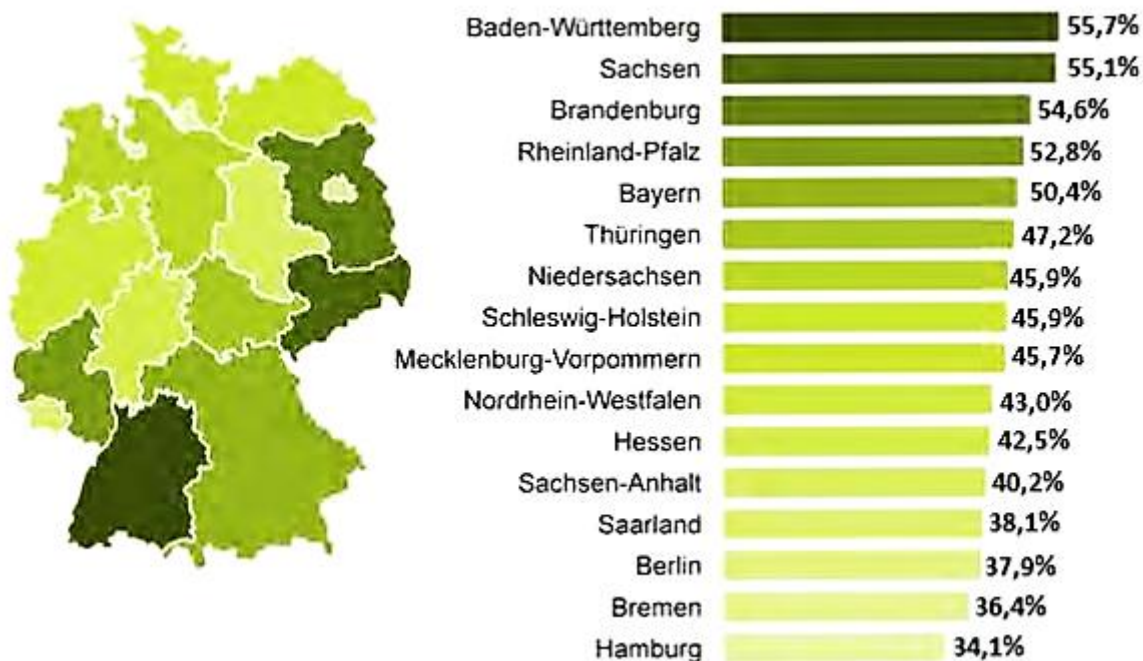 Baden-Württemberg 55,7%
Sachsen 55,1%
Brandenburg 54,6%
Rheinland-Pfalz 52,8%
Bayern 50,4%
Thüringen 47,2%
Niedersachsen 45,9%
Schleswig-Holstein 45,9%
Mecklenburg-Vorpommern 45,7%
Nordrhein-Westfalen 43,0%
Hessen 42,5%
Sachsen-Anhalt 40,2%
Saarland 38,1%
Berlin 37,9%
Bremen 36,4%
Hamburg 34,1%